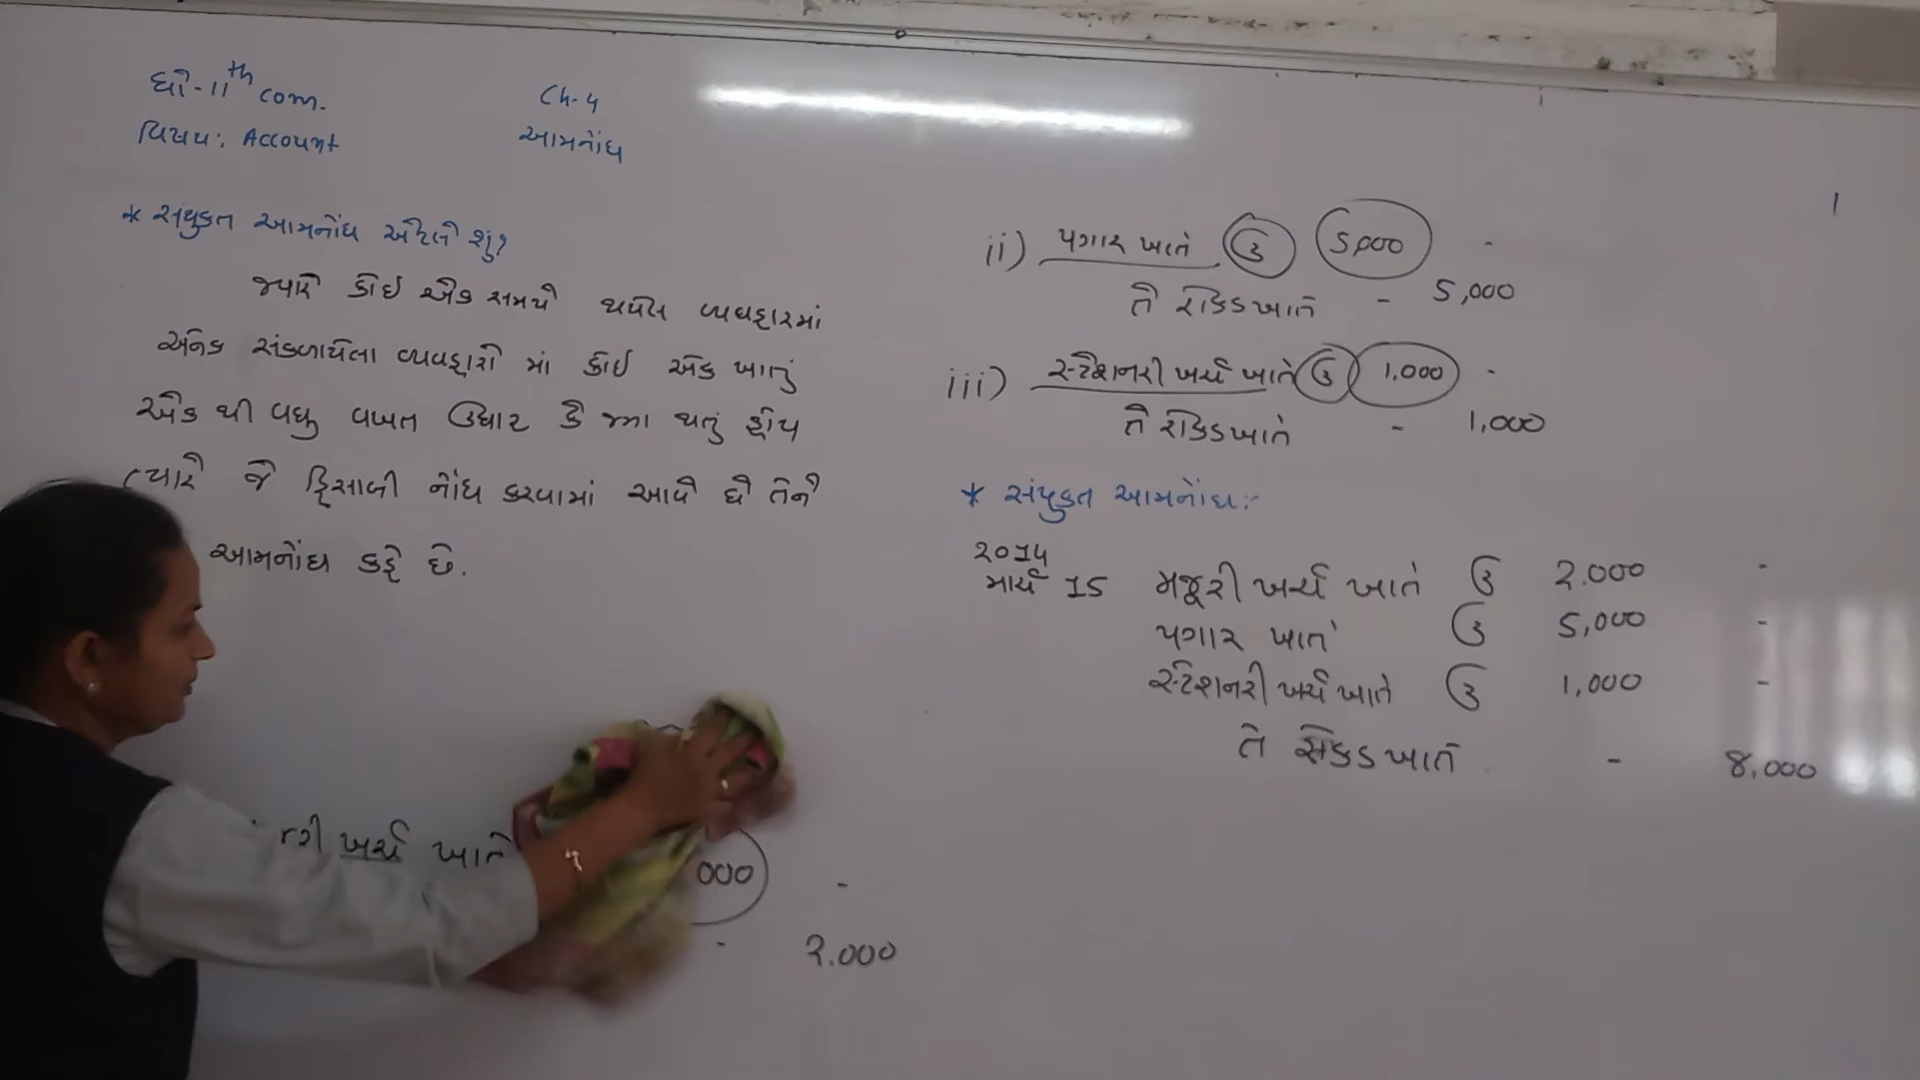 ધો-11th com.
વિષય: Account
Ch-4
આમનોંધ
* સંયુક્ત આમનોંધ એટલે શું?
જ્યારે કોઈ એક સમયે થયેલ વ્યવહારમાં
અનેક સંકળાયેલા વ્યવહારો માં કોઈ એક ખાતું
એક થી વધુ વખત ઉધાર કે જમા થતું હોય
ત્યારે જે હિસાબી નોંધ કરવામાં આવે છે તેને
આમનોંધ કહે છે.
રી ખર્ચ ખાતે 000 -
- 2.000
ii) પગાર ખાતે ઉ 5,000 -
તે રોકડખાતે - 5,000
iii) સ્ટેશનરી ખર્ચ ખાતે ઉ 1,000 -
તે રોકડખાતે - 1,000
* સંયુક્ત આમનોંધ:-
2014
માર્ચ 15 મજૂરી ખર્ચ ખાતે ઉ 2.000 -
પગાર ખાતે ઉ 5,000 -
સ્ટેશનરી ખર્ચ ખાતે ઉ 1,000 -
તે રોકડ ખાતે - 8.000